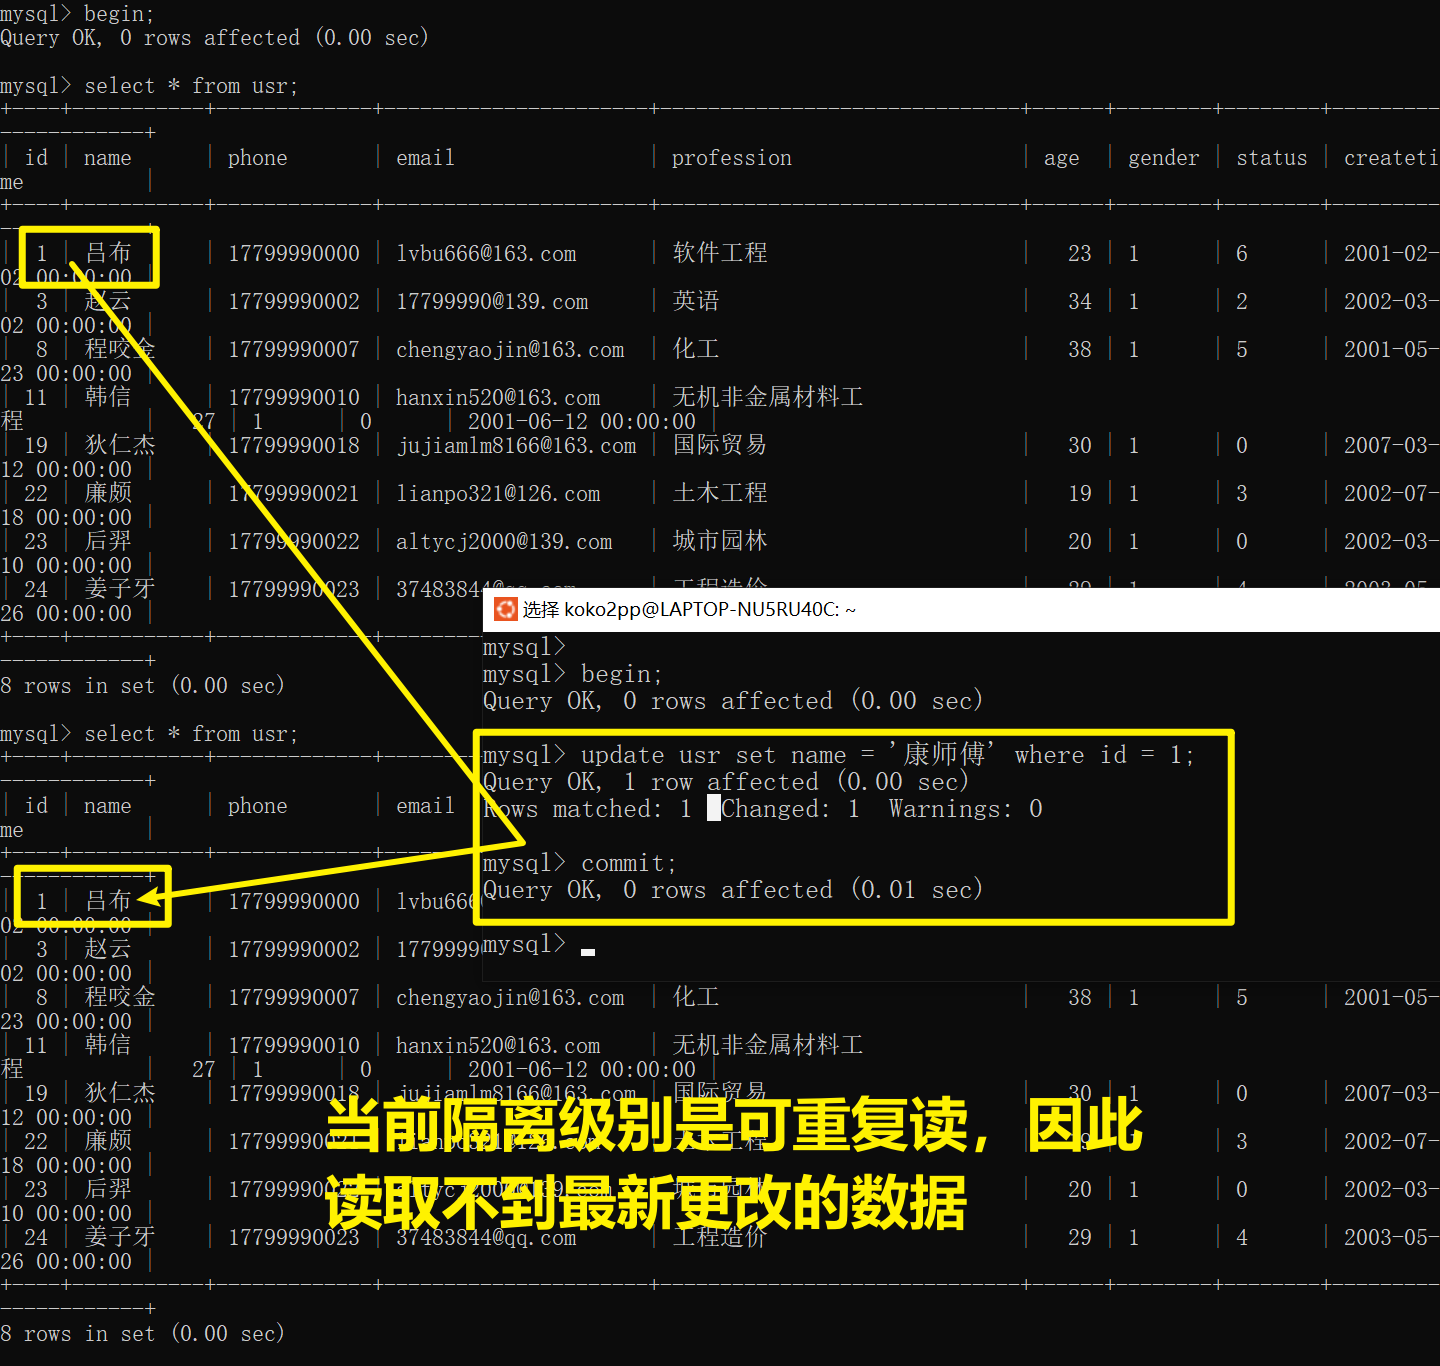 mysql> begin;
Query OK, 0 rows affected (0.00 sec)
mysql> select * from usr;
+----+-----------+-------------+----------------------+-------------------------------+------+--------+--------+---------
------------+
| id | name | phone | email | profession | age | gender | status | createti
me |
+----+-----------+-------------+----------------------+-------------------------------+------+--------+--------+---------
| 1 | 吕布 | 17799990000 | lvbu666@163.com | 软件工程 | 23 | 1 | 6 | 2001-02-
02 00:00:00 |
| 3 | 赵云 | 17799990002 | 17799990@139.com | 英语 | 34 | 1 | 2 | 2002-03-
02 00:00:00 |
| 8 | 程咬金 | 17799990007 | chengyaojin@163.com | 化工 | 38 | 1 | 5 | 2001-05-
23 00:00:00 |
| 11 | 韩信 | 17799990010 | hanxin520@163.com | 无机非金属材料工
程 | 27 | 1 | 0 | 2001-06-12 00:00:00 |
| 19 | 狄仁杰 | 17799990018 | jujiamlm8166@163.com | 国际贸易 | 30 | 1 | 0 | 2007-03-
12 00:00:00 |
| 22 | 廉颇 | 17799990021 | lianpo321@126.com | 土木工程 | 19 | 1 | 3 | 2002-07-
18 00:00:00 |
| 23 | 后羿 | 17799990022 | altycj2000@139.com | 城市园林 | 20 | 1 | 0 | 2002-03-
10 00:00:00 |
| 24 | 姜子牙 | 17799990023 | 37483844@qq.com | 工程造价 | 29 | 1 | 4 | 2003-05-
26 00:00:00 |
------------+
8 rows in set (0.00 sec)
选择 koko2pp@LAPTOP-NU5RU40C: ~
mysql>
mysql> begin;
Query OK, 0 rows affected (0.00 sec)
mysql> update usr set name = '康师傅' where id = 1;
Query OK, 1 row affected (0.00 sec)
Rows matched: 1 Changed: 1 Warnings: 0
mysql> commit;
Query OK, 0 rows affected (0.01 sec)
mysql>
mysql> select * from usr;
------------+
| id | name | phone | email
me |
| 1 | 吕布 | 17799990000 | lvbu666
02 00:00:00 |
| 3 | 赵云 | 17799990002 | 1779999
02 00:00:00 |
| 8 | 程咬金 | 17799990007 | chengyaojin@163.com | 化工 | 38 | 1 | 5 | 2001-05-
23 00:00:00 |
| 11 | 韩信 | 17799990010 | hanxin520@163.com | 无机非金属材料工
程 | 27 | 1 | 0 | 2001-06-12 00:00:00 |
| 19 | 狄仁杰 | 17799990018 | jujiamlm8166@163.com | 国际贸易 | 30 | 1 | 0 | 2007-03-
12 00:00:00 |
当前隔离级别是可重复读，因此
| 22 | 廉颇 | 1 | 3 | 2002-07-
18 00:00:00 |
读取不到最新更改的数据
| 23 | 后羿 | 20 | 1 | 0 | 2002-03-
10 00:00:00 |
| 24 | 姜子牙 | 17799990023 | 37483844@qq.com | 工程造价 | 29 | 1 | 4 | 2003-05-
26 00:00:00 |
+----+-----------+-------------+----------------------+-------------------------------+------+--------+--------+---------
------------+
8 rows in set (0.00 sec)